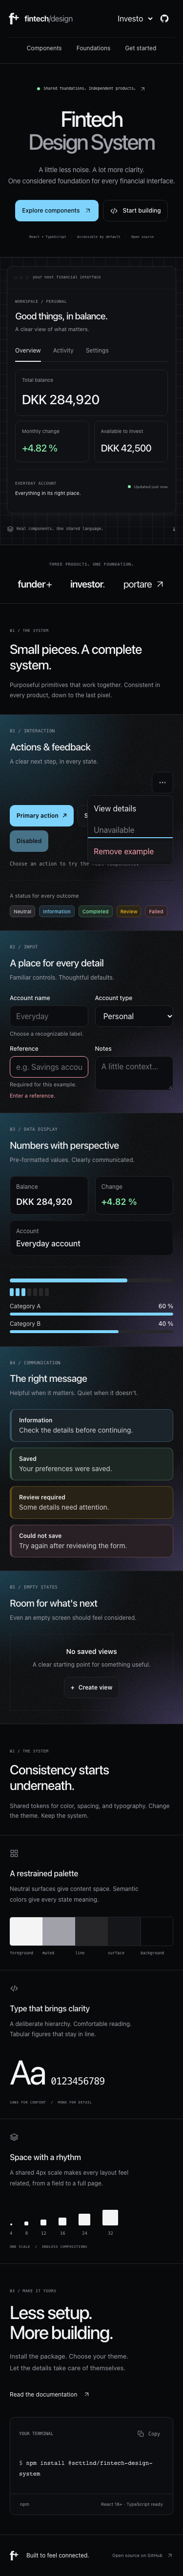 f+ fintech/design
Investo
Components Foundations Get started
Shared foundations. Independent products.
Fintech
Design System
A little less noise. A lot more clarity.
One considered foundation for every financial interface.
Explore components
Start building
React + TypeScript
Accessible by default
Open source
your next financial interface
WORKSPACE / PERSONAL
Good things, in balance.
A clear view of what matters.
Overview Activity Settings
Total balance
DKK 284,920
Monthly change
+4.82 %
Available to invest
DKK 42,500
EVERYDAY ACCOUNT
Everything in its right place.
Updated just now
Real components. One shared language.
THREE PRODUCTS. ONE FOUNDATION.
funder+ investor. portare
01 / THE SYSTEM
Small pieces. A complete
system.
Purposeful primitives that work together. Consistent in
every product, down to the last pixel.
01 / INTERACTION
Actions & feedback
A clear next step, in every state.
Primary action
S
View details
Unavailable
Remove example
Disabled
Choose an action to try the
A status for every outcome
Neutral Information Completed Review Failed
02 / INPUT
A place for every detail
Familiar controls. Thoughtful defaults.
Account name
Everyday
Choose a recognizable label.
Account type
Personal
Reference
e.g. Savings accou
Required for this example.
Enter a reference.
Notes
A little context...
03 / DATA DISPLAY
Numbers with perspective
Pre-formatted values. Clearly communicated.
Balance
DKK 284,920
Change
+4.82 %
Account
Everyday account
Category A 60 %
Category B 40 %
04 / COMMUNICATION
The right message
Helpful when it matters. Quiet when it doesn't.
Information
Check the details before continuing.
Saved
Your preferences were saved.
Review required
Some details need attention.
Could not save
Try again after reviewing the form.
05 / EMPTY STATES
Room for what's next
Even an empty screen should feel considered.
No saved views
A clear starting point for something useful.
+ Create view
02 / THE SYSTEM
Consistency starts
underneath.
Shared tokens for color, spacing, and typography. Change
the theme. Keep the system.
A restrained palette
Neutral surfaces give content space. Semantic
colors give every state meaning.
foreground muted line surface background
Type that brings clarity
A deliberate hierarchy. Comfortable reading.
Tabular figures that stay in line.
Aa 0123456789
SANS FOR COMFORT / MONO FOR DETAIL
Space with a rhythm
A shared 4px scale makes every layout feel
related, from a field to a full page.
4 8 12 16 24 32
ONE SCALE / ENDLESS COMPOSITIONS
03 / MAKE IT YOURS
Less setup.
More building.
Install the package. Choose your theme.
Let the details take care of themselves.
Read the documentation
YOUR TERMINAL
Copy
$ npm install @scttlnd/fintech-design-
system
npm
React 18+ · TypeScript ready
f+ Built to feel connected.
Open source on GitHub